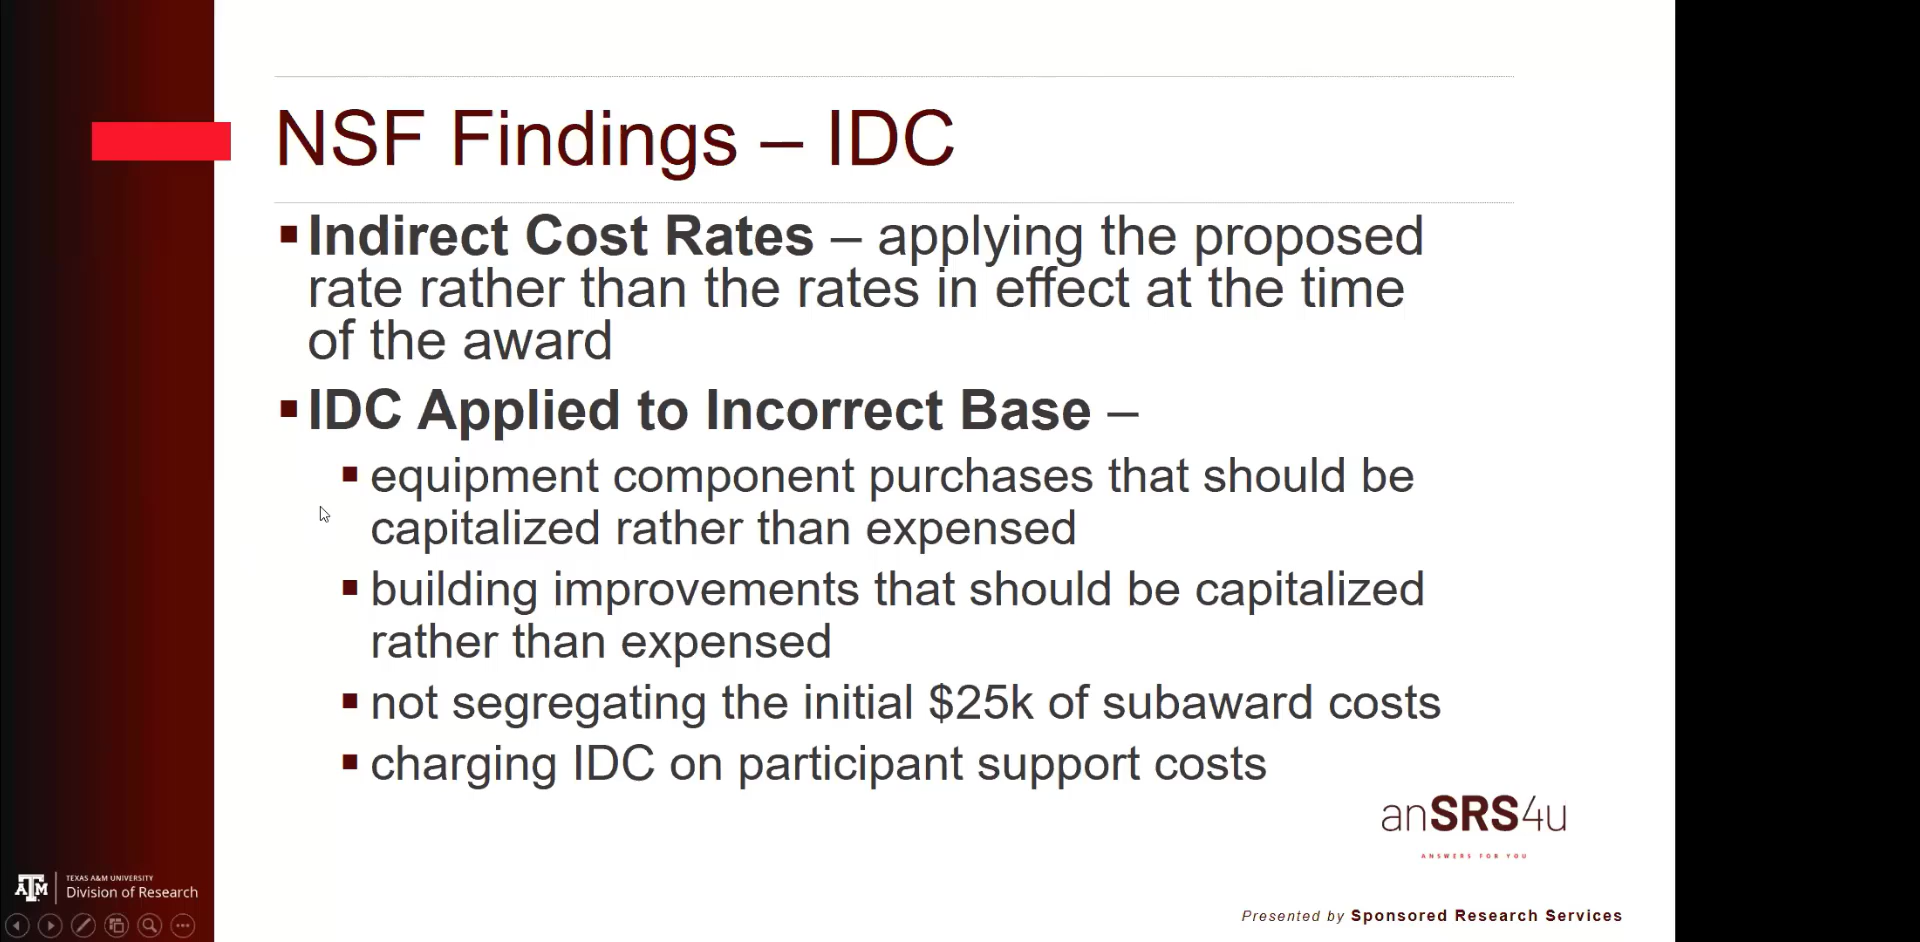 NSF Findings – IDC
Indirect Cost Rates – applying the proposed
rate rather than the rates in effect at the time
of the award
IDC Applied to Incorrect Base –
equipment component purchases that should be
capitalized rather than expensed
building improvements that should be capitalized
rather than expensed
not segregating the initial $25k of subaward costs
charging IDC on participant support costs
anSRS4u
ANSWERS FOR YOU
ATM
TEXAS A&M UNIVERSITY
Division of Research
Presented by Sponsored Research Services